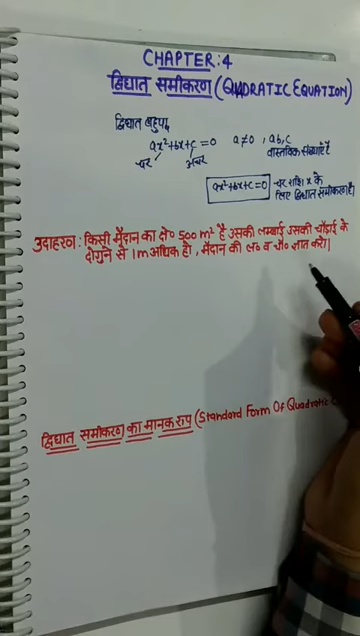 CHAPTER:4
द्विघात समीकरण (QUADRATIC EQUATION)
द्विघात बहुपद
ax²+bx+c=0 a≠0, a,b,c
चर अचर वास्तविक संख्याएँ हैं
ax²+bx+c=0 चर राशि x के
लिए द्विघात समीकरण है।
उदाहरण: किसी मैदान का क्षे० 500 m² है उसकी लम्बाई उसकी चौड़ाई के
दोगुने से 1m अधिक हो, मैदान की ल० व चौ० ज्ञात करो।
द्विघात समीकरण का मानक रूप (Standard Form Of Quadratic